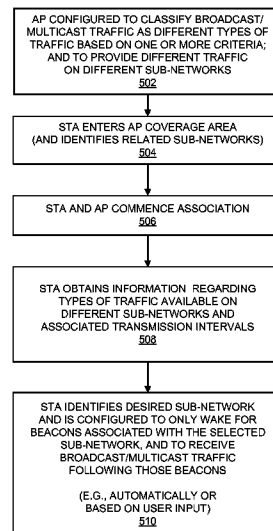 AP CONFIGURED TO CLASSIFY BROADCAST/
MULTICAST TRAFFIC AS DIFFERENT TYPES OF
TRAFFIC BASED ON ONE OR MORE CRITERIA;
AND TO PROVIDE DIFFERENT TRAFFIC
ON DIFFERENT SUB-NETWORKS
502
STA ENTERS AP COVERAGE AREA
(AND IDENTIFIES RELATED SUB-NETWORKS)
504
STA AND AP COMMENCE ASSOCIATION
506
STA OBTAINS INFORMATION REGARDING
TYPES OF TRAFFIC AVAILABLE ON
DIFFERENT SUB-NETWORKS AND
ASSOCIATED TRANSMISSION INTERVALS
508
STA IDENTIFIES DESIRED SUB-NETWORK
AND IS CONFIGURED TO ONLY WAKE FOR
BEACONS ASSOCIATED WITH THE SELECTED
SUB-NETWORK, AND TO RECEIVE
BROADCAST/MULTICAST TRAFFIC
FOLLOWING THOSE BEACONS
(E.G., AUTOMATICALLY OR
BASED ON USER INPUT)
510